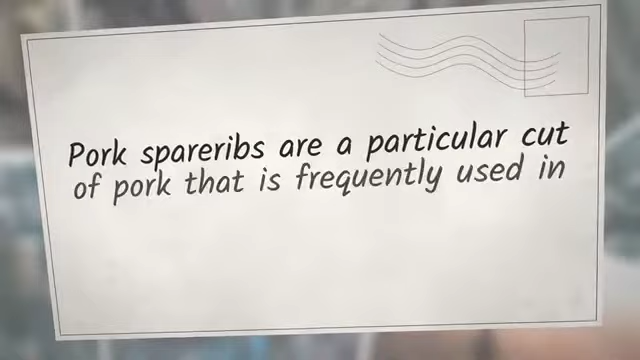 Pork spareribs are a particular cut
of pork that is frequently used in